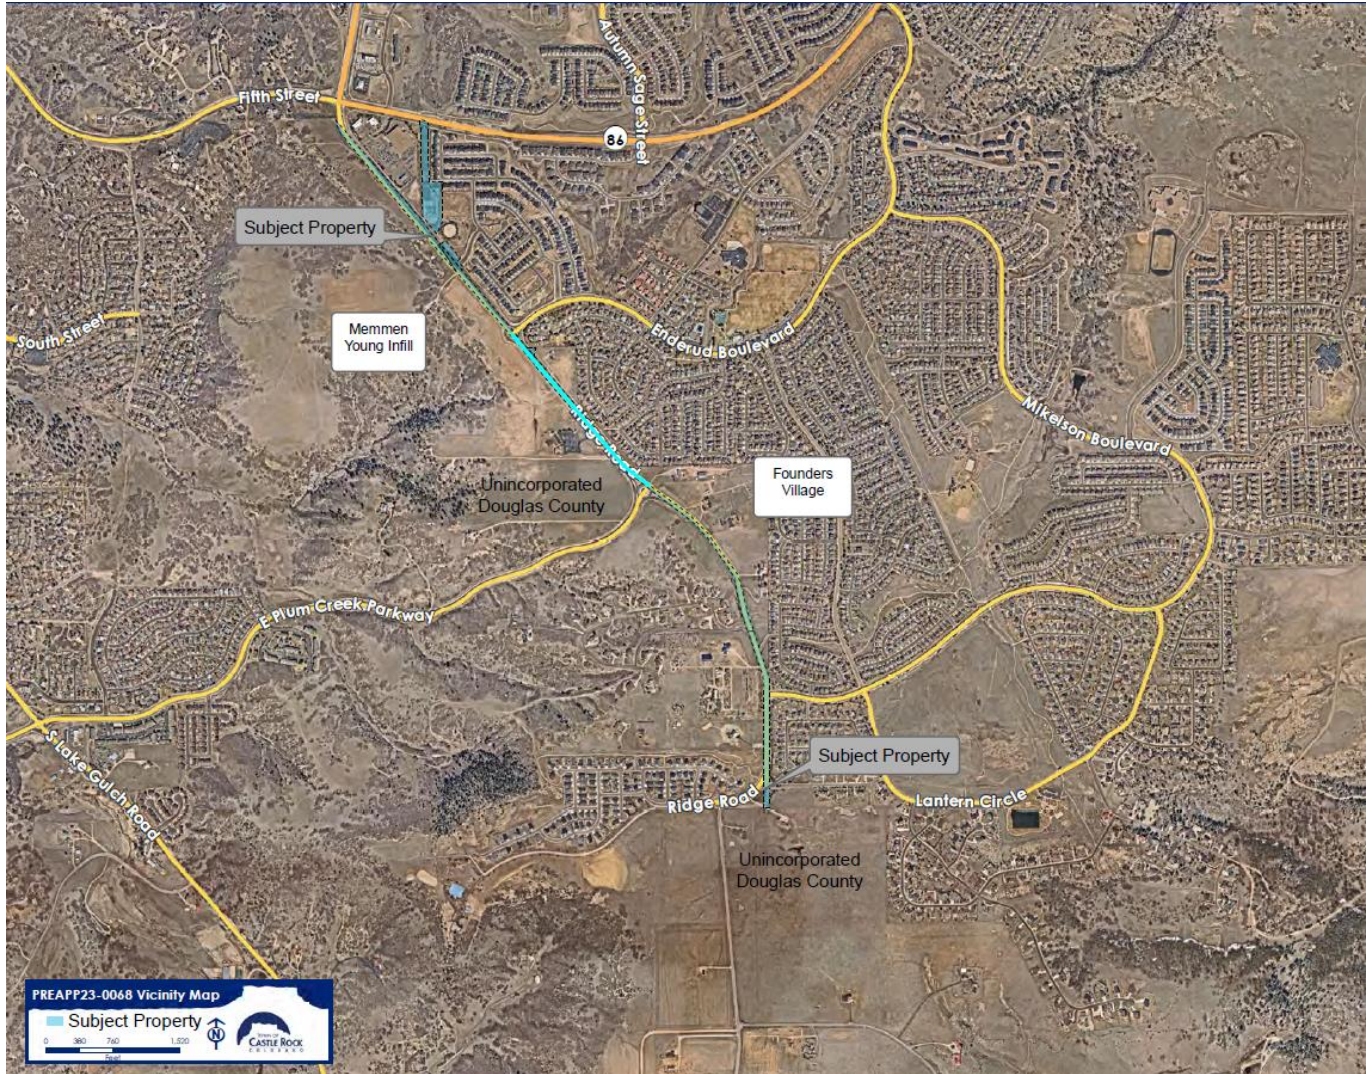 Autumn Sage Street
Fifth Street
86
Subject Property
Memmen
Young Infill
South Street
Enderud Boulevard
Mikelson Boulevard
Ridge Road
Founders
Village
Unincorporated
Douglas County
E Plum Creek Parkway
S Lake Gulch Road
Subject Property
Ridge Road
Lantern Circle
Unincorporated
Douglas County
PREAPP23-0068 Vicinity Map
Subject Property
N
0 380 760 1,520
Feet
TOWN OF
CASTLE ROCK
COLORADO